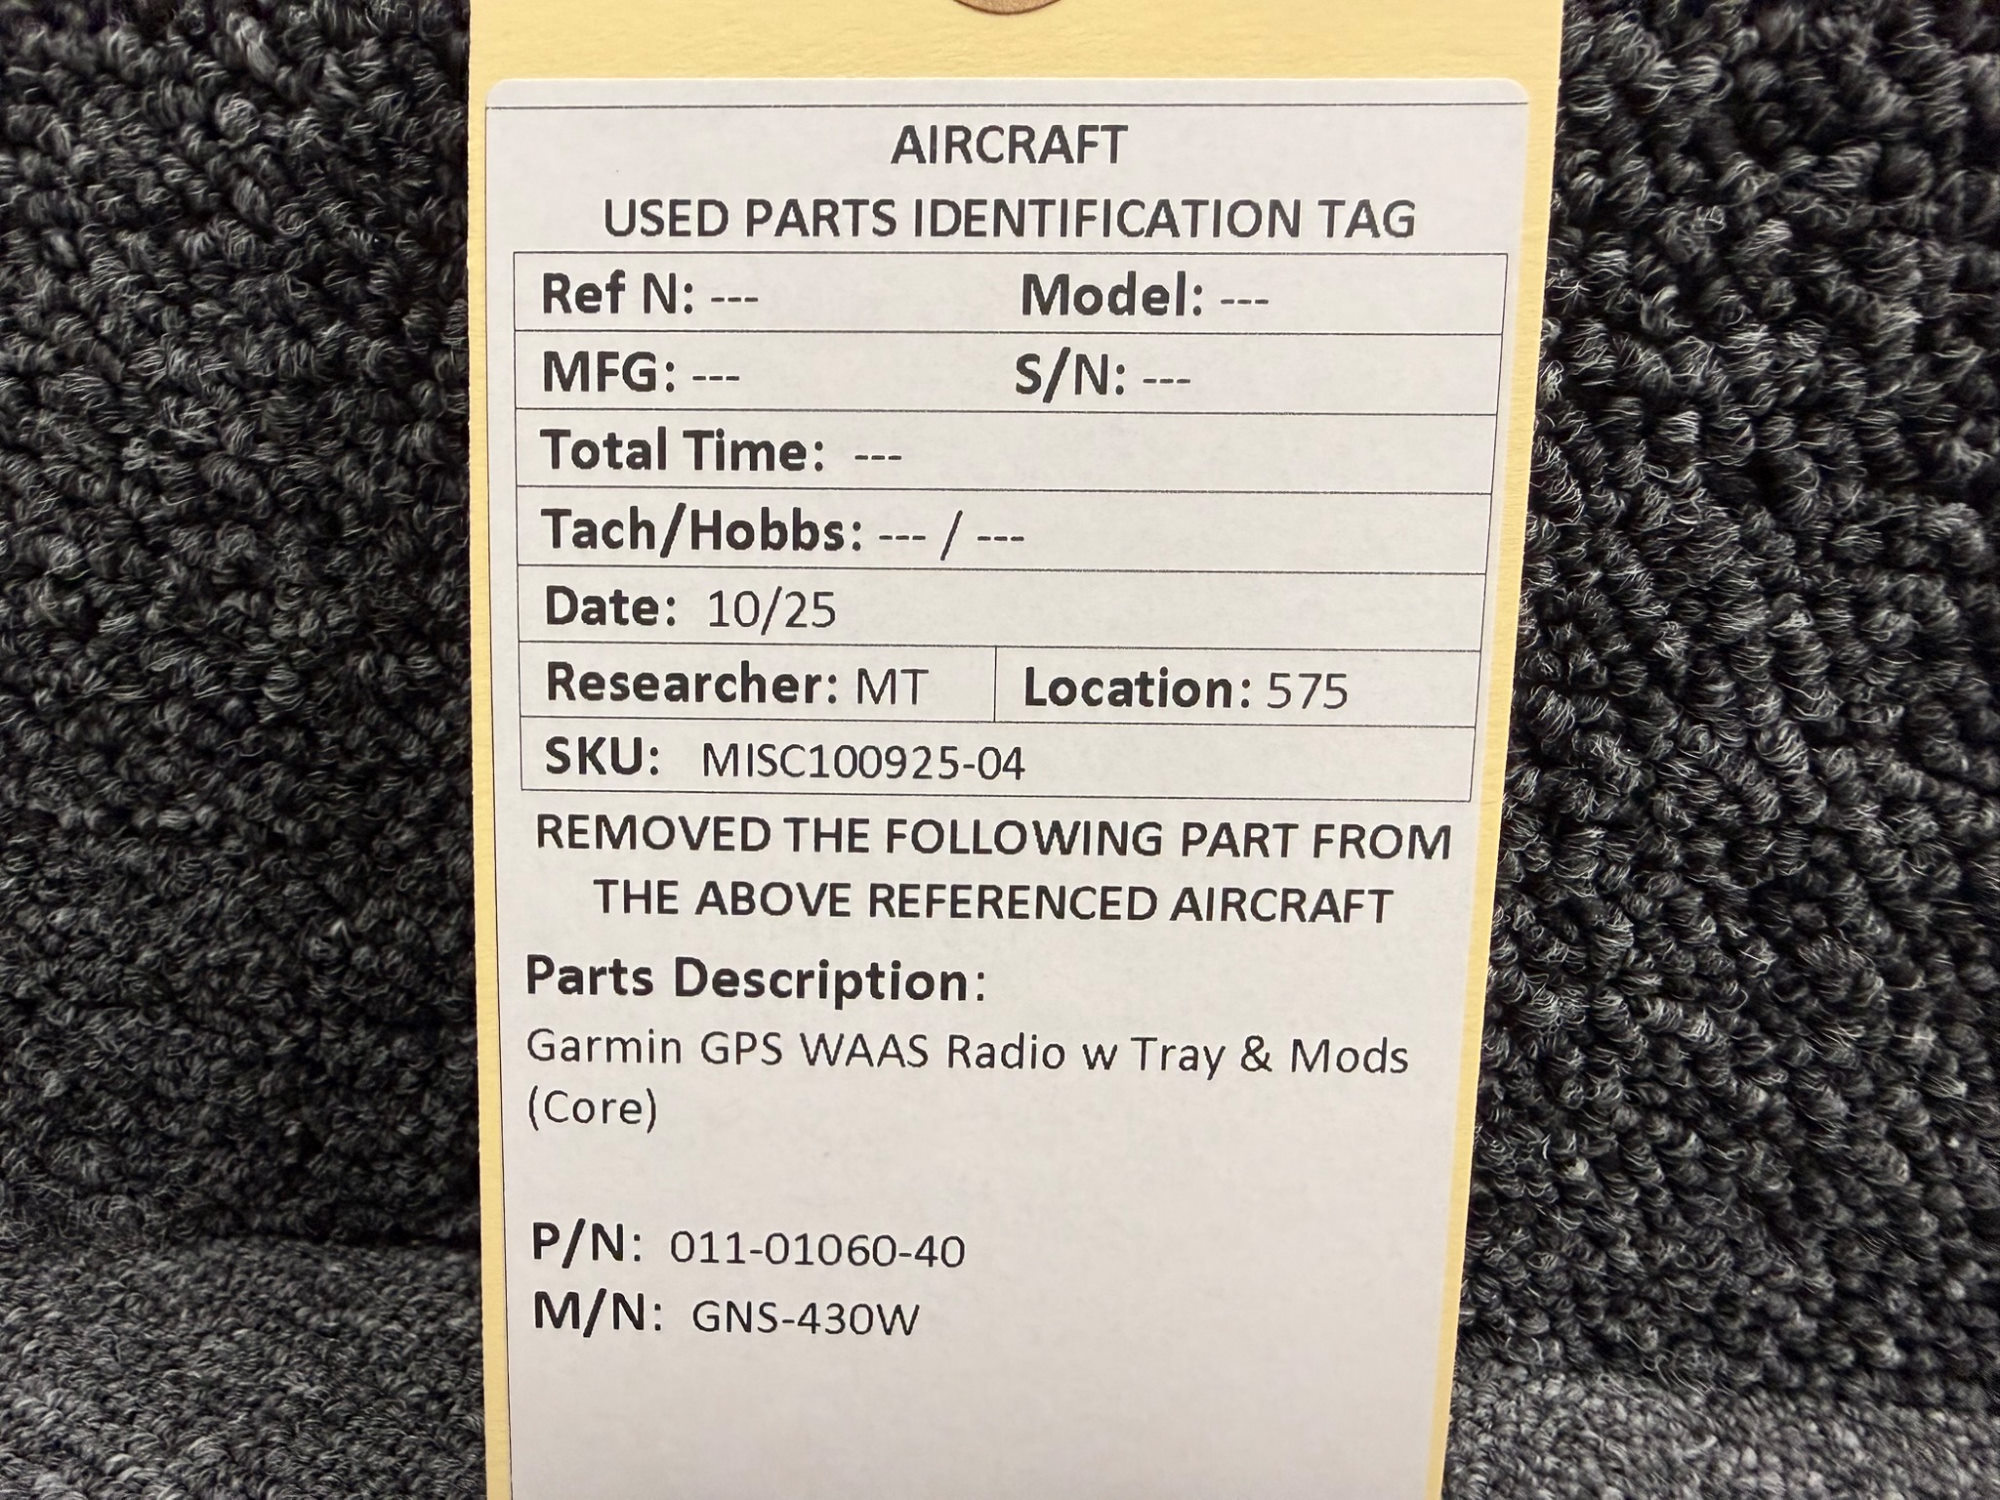 AIRCRAFT
USED PARTS IDENTIFICATION TAG
Ref N: --- Model: ---
MFG: --- S/N: ---
Total Time: ---
Tach/Hobbs: --- / ---
Date: 10/25
Researcher: MT Location: 575
SKU: MISC100925-04
REMOVED THE FOLLOWING PART FROM
THE ABOVE REFERENCED AIRCRAFT
Parts Description:
Garmin GPS WAAS Radio w Tray & Mods
(Core)
P/N: 011-01060-40
M/N: GNS-430W